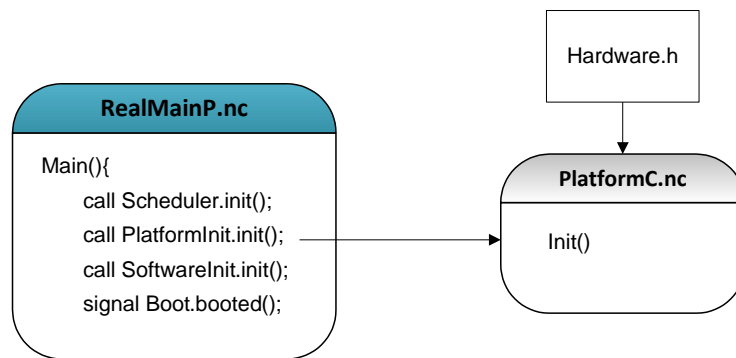 Hardware.h
RealMainP.nc
Main(){
call Scheduler.init();
call PlatformInit.init();
call SoftwareInit.init();
signal Boot.booted();
PlatformC.nc
Init()